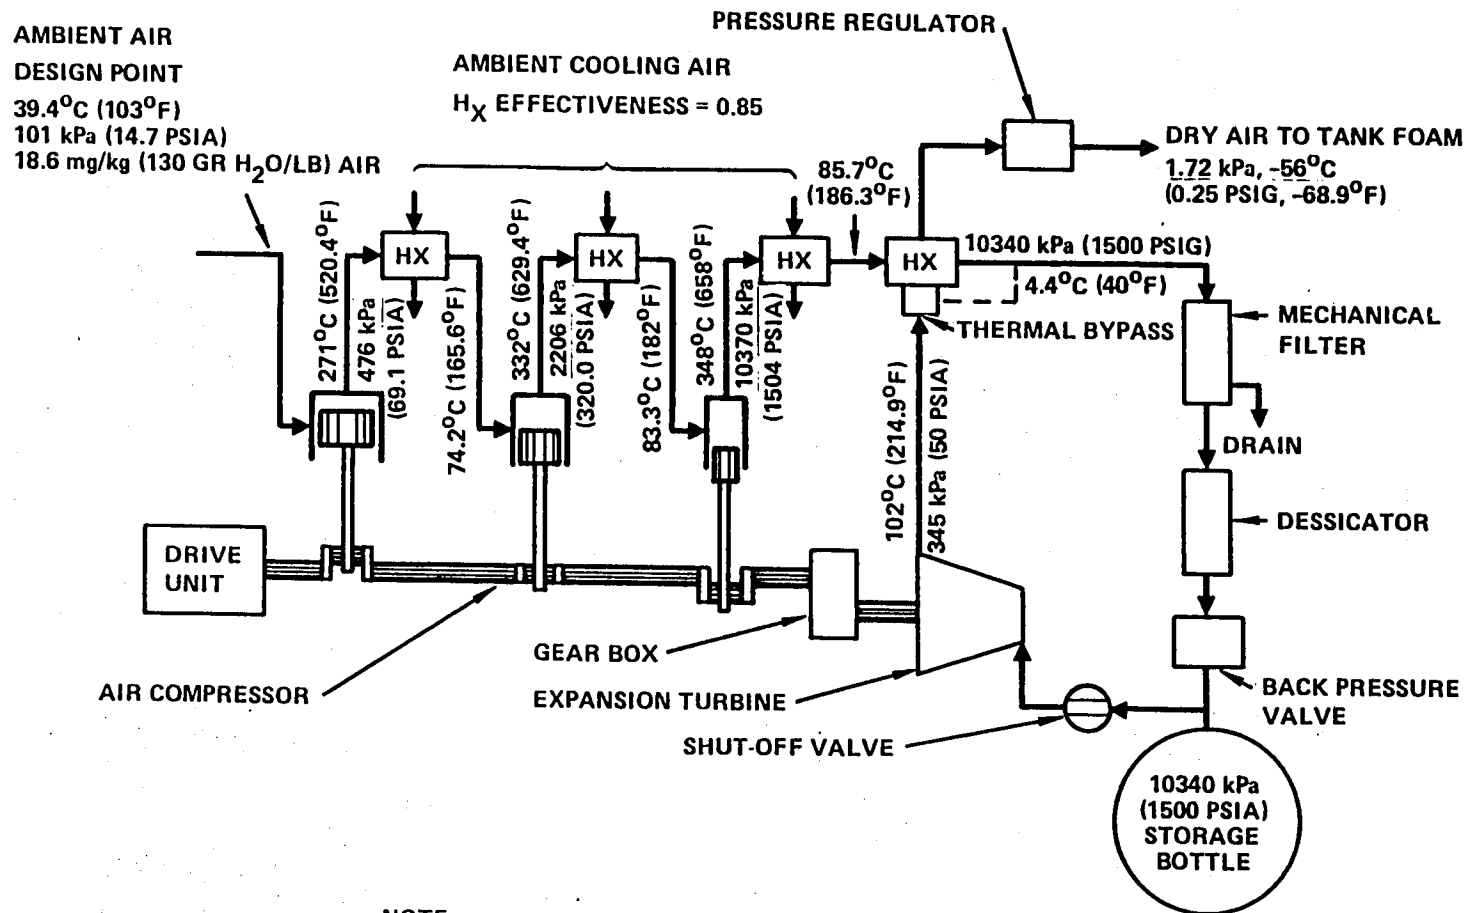 PRESSURE REGULATOR
AMBIENT AIR
DESIGN POINT
39.4°C (103°F)
101 kPa (14.7 PSIA)
18.6 mg/kg (130 GR H2O/LB) AIR
AMBIENT COOLING AIR
HX EFFECTIVENESS = 0.85
DRY AIR TO TANK FOAM
1.72 kPa, -56°C
(0.25 PSIG, -68.9°F)
85.7°C
(186.3°F)
HX
HX
HX
HX
10340 kPa (1500 PSIG)
4.4°C (40°F)
THERMAL BYPASS
MECHANICAL
FILTER
271°C (520.4°F)
476 kPa
(69.1 PSIA)
74.2°C (165.6°F)
332°C (629.4°F)
2206 kPa
(320.0 PSIA)
83.3°C (182°F)
348°C (658°F)
10370 kPa
(1504 PSIA)
102°C (214.9°F)
345 kPa (50 PSIA)
DRAIN
DESSICATOR
DRIVE
UNIT
GEAR BOX
AIR COMPRESSOR
EXPANSION TURBINE
SHUT-OFF VALVE
BACK PRESSURE
VALVE
10340 kPa
(1500 PSIA)
STORAGE
BOTTLE
NOTE